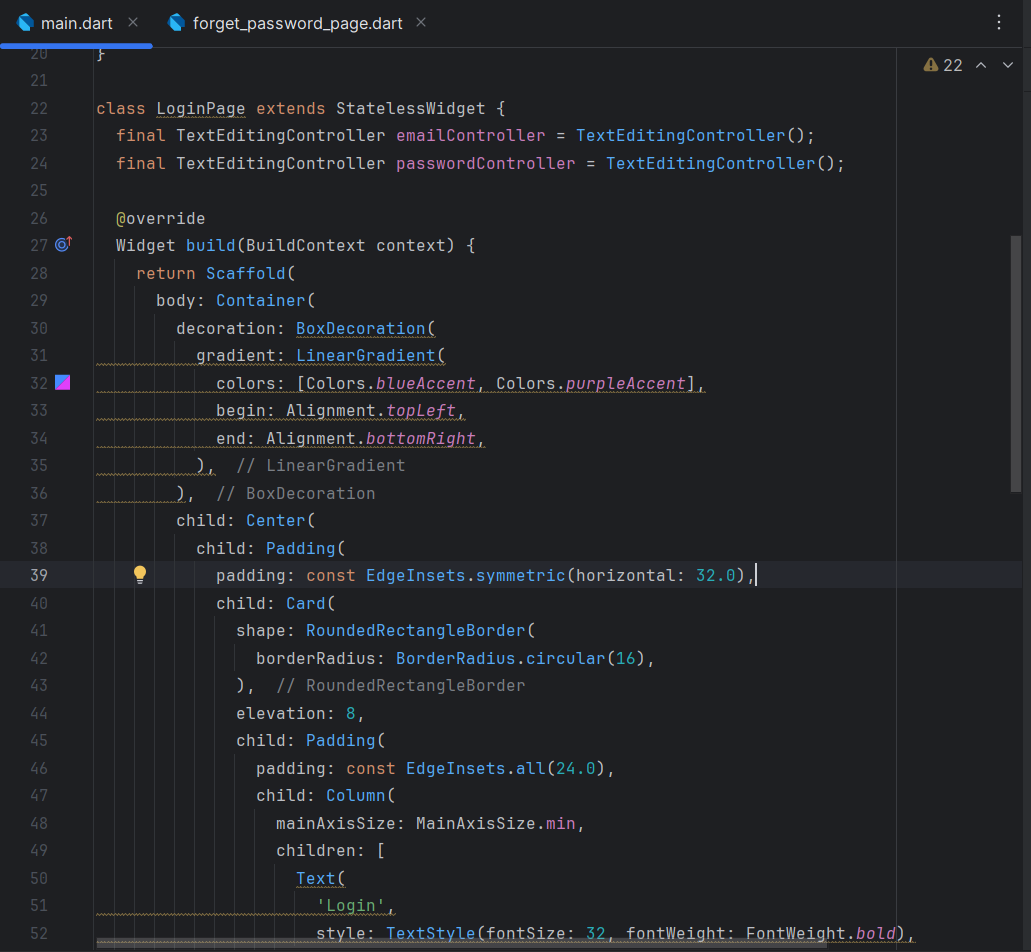 main.dart
forget_password_page.dart
22
20 }
21
22 class LoginPage extends StatelessWidget {
23   final TextEditingController emailController = TextEditingController();
24   final TextEditingController passwordController = TextEditingController();
25
26   @override
27   Widget build(BuildContext context) {
28     return Scaffold(
29       body: Container(
30         decoration: BoxDecoration(
31           gradient: LinearGradient(
32             colors: [Colors.blueAccent, Colors.purpleAccent],
33             begin: Alignment.topLeft,
34             end: Alignment.bottomRight,
35           ),  // LinearGradient
36         ),  // BoxDecoration
37         child: Center(
38           child: Padding(
39             padding: const EdgeInsets.symmetric(horizontal: 32.0),
40             child: Card(
41               shape: RoundedRectangleBorder(
42                 borderRadius: BorderRadius.circular(16),
43               ),  // RoundedRectangleBorder
44               elevation: 8,
45               child: Padding(
46                 padding: const EdgeInsets.all(24.0),
47                 child: Column(
48                   mainAxisSize: MainAxisSize.min,
49                   children: [
50                     Text(
51                       'Login',
52                       style: TextStyle(fontSize: 32, fontWeight: FontWeight.bold),